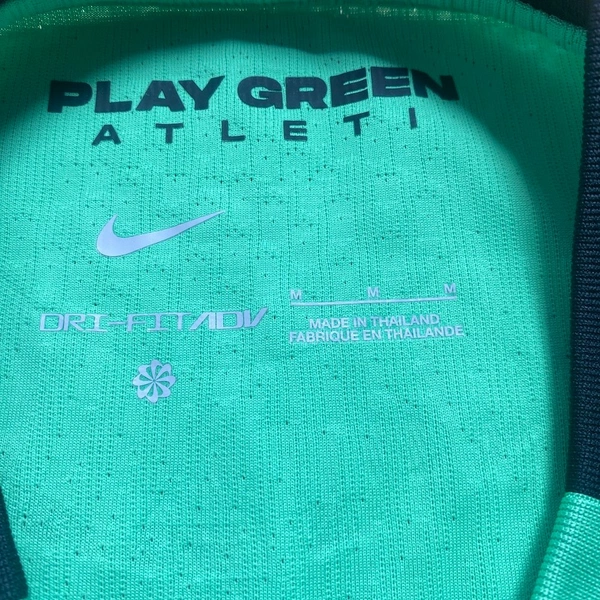 PLAY GREEN
ATLETI
DRI-FIT ADV
M M M
MADE IN THAILAND
FABRIQUE EN THAILANDE